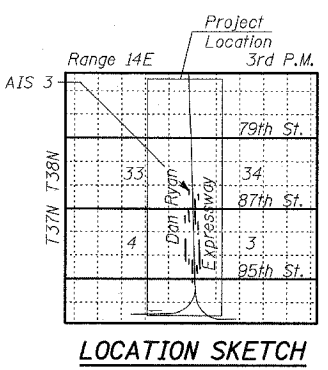 Project
Location
Range 14E
3rd P.M.
AIS 3
79th St.
T38N
33
34
87th St.
Dan Ryan
Expressway
T37N
4
3
95th St.
LOCATION SKETCH